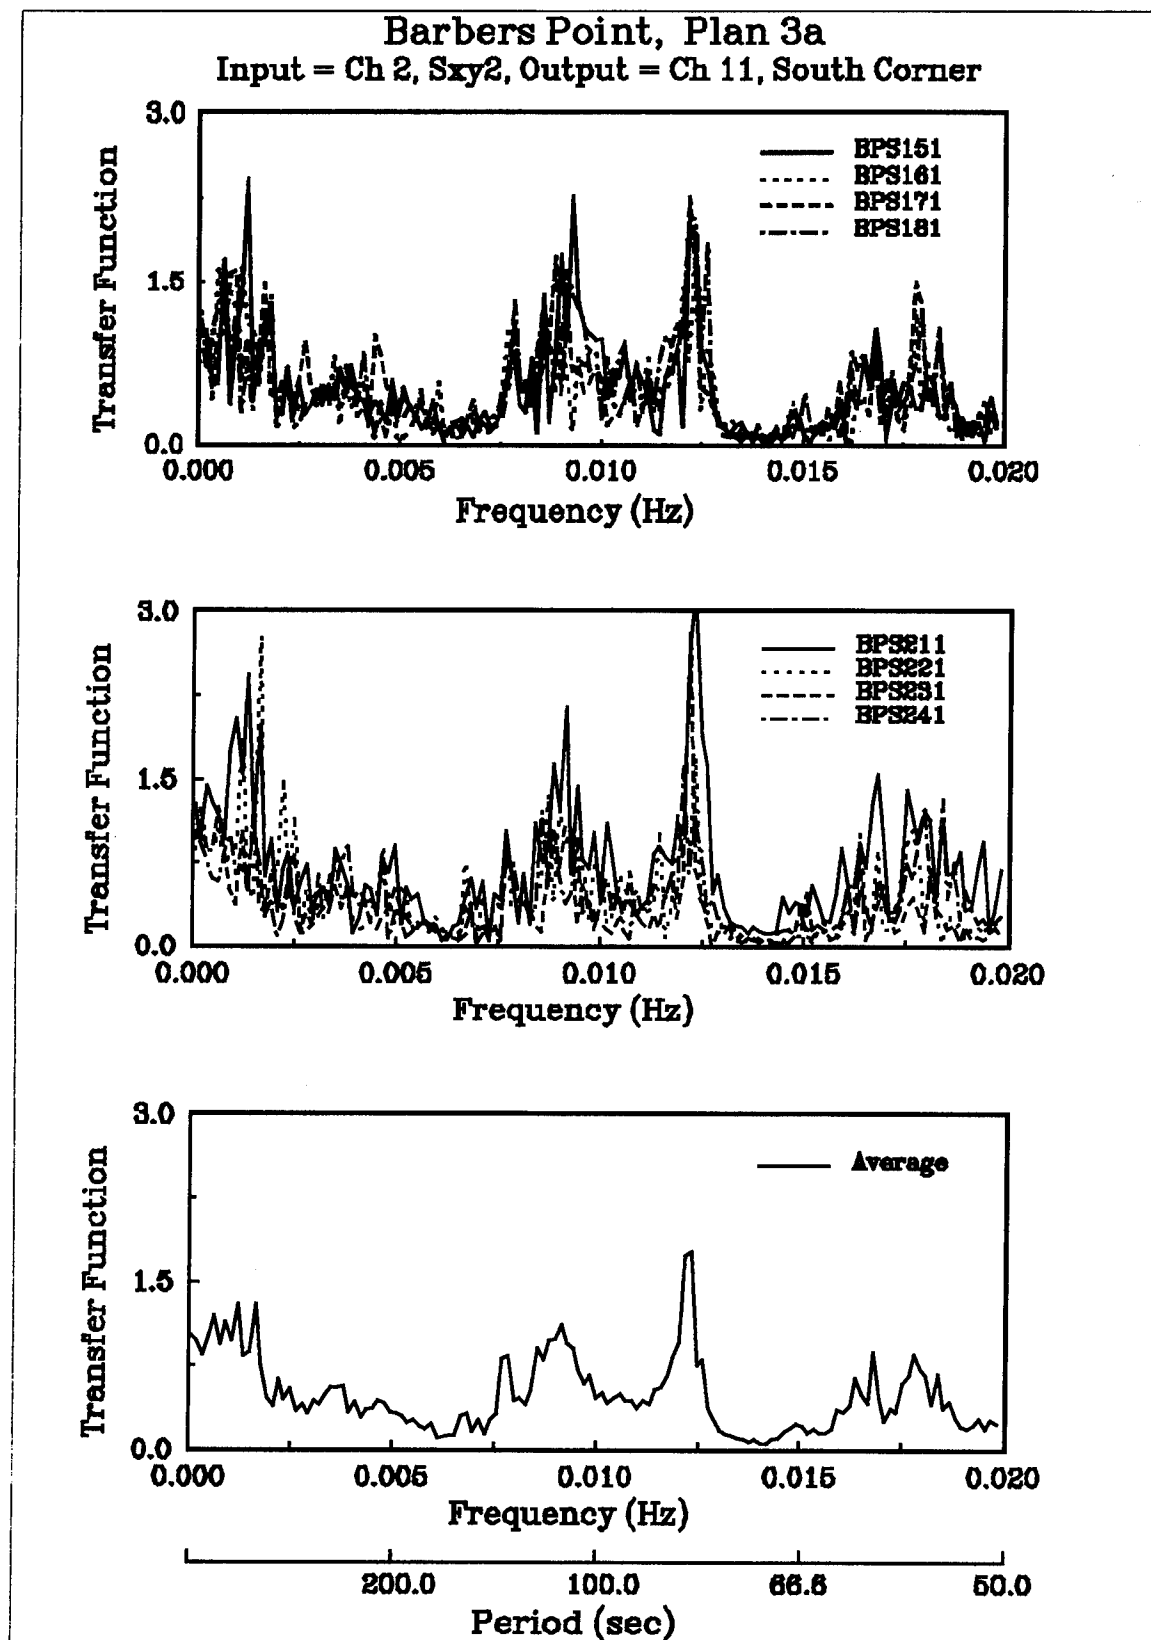 Barbers Point, Plan 3a
Input = Ch 2, Sxy2, Output = Ch 11, South Corner
3.0
1.5
0.0
Transfer Function
BPS151
BPS161
BPS171
BPS181
0.000 0.005 0.010 0.015 0.020
Frequency (Hz)
3.0
1.5
0.0
Transfer Function
BPS211
BPS221
BPS231
BPS241
0.000 0.005 0.010 0.015 0.020
Frequency (Hz)
3.0
1.5
0.0
Transfer Function
Average
0.000 0.005 0.010 0.015 0.020
Frequency (Hz)
200.0 100.0 66.6 50.0
Period (sec)